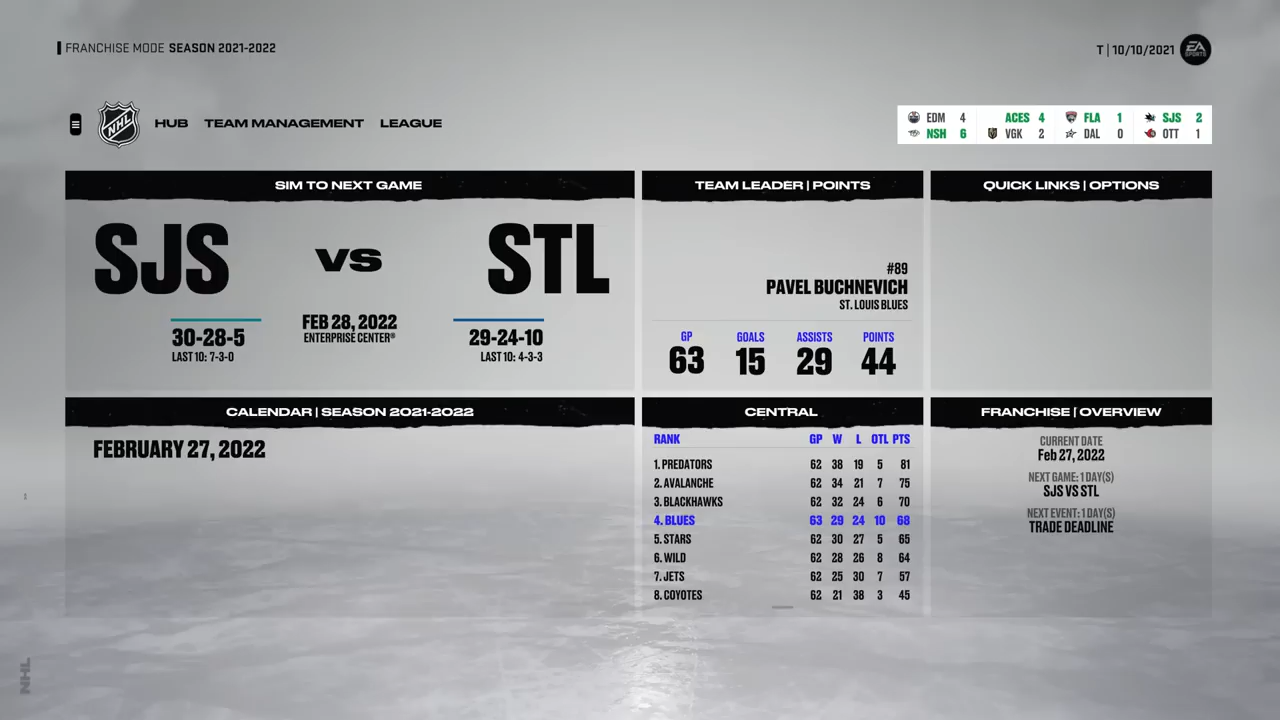 FRANCHISE MODE SEASON 2021-2022
T | 10/10/2021
EA SPORTS
NHL
HUB TEAM MANAGEMENT LEAGUE
EDM 4 ACES 4 FLA 1 SJS 2
NSH 6 VGK 2 DAL 0 OTT 1
SIM TO NEXT GAME
SJS VS STL
FEB 28, 2022
ENTERPRISE CENTER®
30-28-5
LAST 10: 7-3-0
29-24-10
LAST 10: 4-3-3
TEAM LEADER | POINTS
#89
PAVEL BUCHNEVICH
ST. LOUIS BLUES
GP GOALS ASSISTS POINTS
63 15 29 44
QUICK LINKS | OPTIONS
CALENDAR | SEASON 2021-2022
FEBRUARY 27, 2022
CENTRAL
RANK GP W L OTL PTS
1. PREDATORS 62 38 19 5 81
2. AVALANCHE 62 34 21 7 75
3. BLACKHAWKS 62 32 24 6 70
4. BLUES 63 29 24 10 68
5. STARS 62 30 27 5 65
6. WILD 62 28 26 8 64
7. JETS 62 25 30 7 57
8. COYOTES 62 21 38 3 45
FRANCHISE | OVERVIEW
CURRENT DATE
Feb 27, 2022
NEXT GAME: 1 DAY(S)
SJS VS STL
NEXT EVENT: 1 DAY(S)
TRADE DEADLINE
NHL